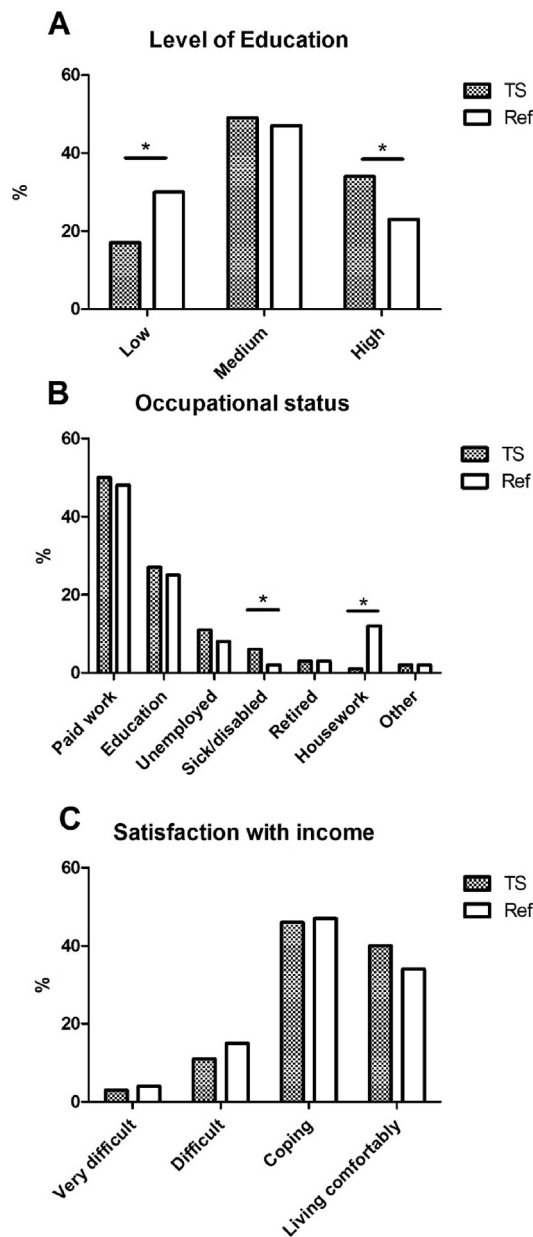 A
Level of Education
60
40
20
0
%
*
*
TS
Ref
Low
Medium
High
B
Occupational status
60
40
20
0
%
*
*
TS
Ref
Paid work
Education
Unemployed
Sick/disabled
Retired
Housework
Other
C
Satisfaction with income
60
40
20
0
%
TS
Ref
Very difficult
Difficult
Coping
Living comfortably